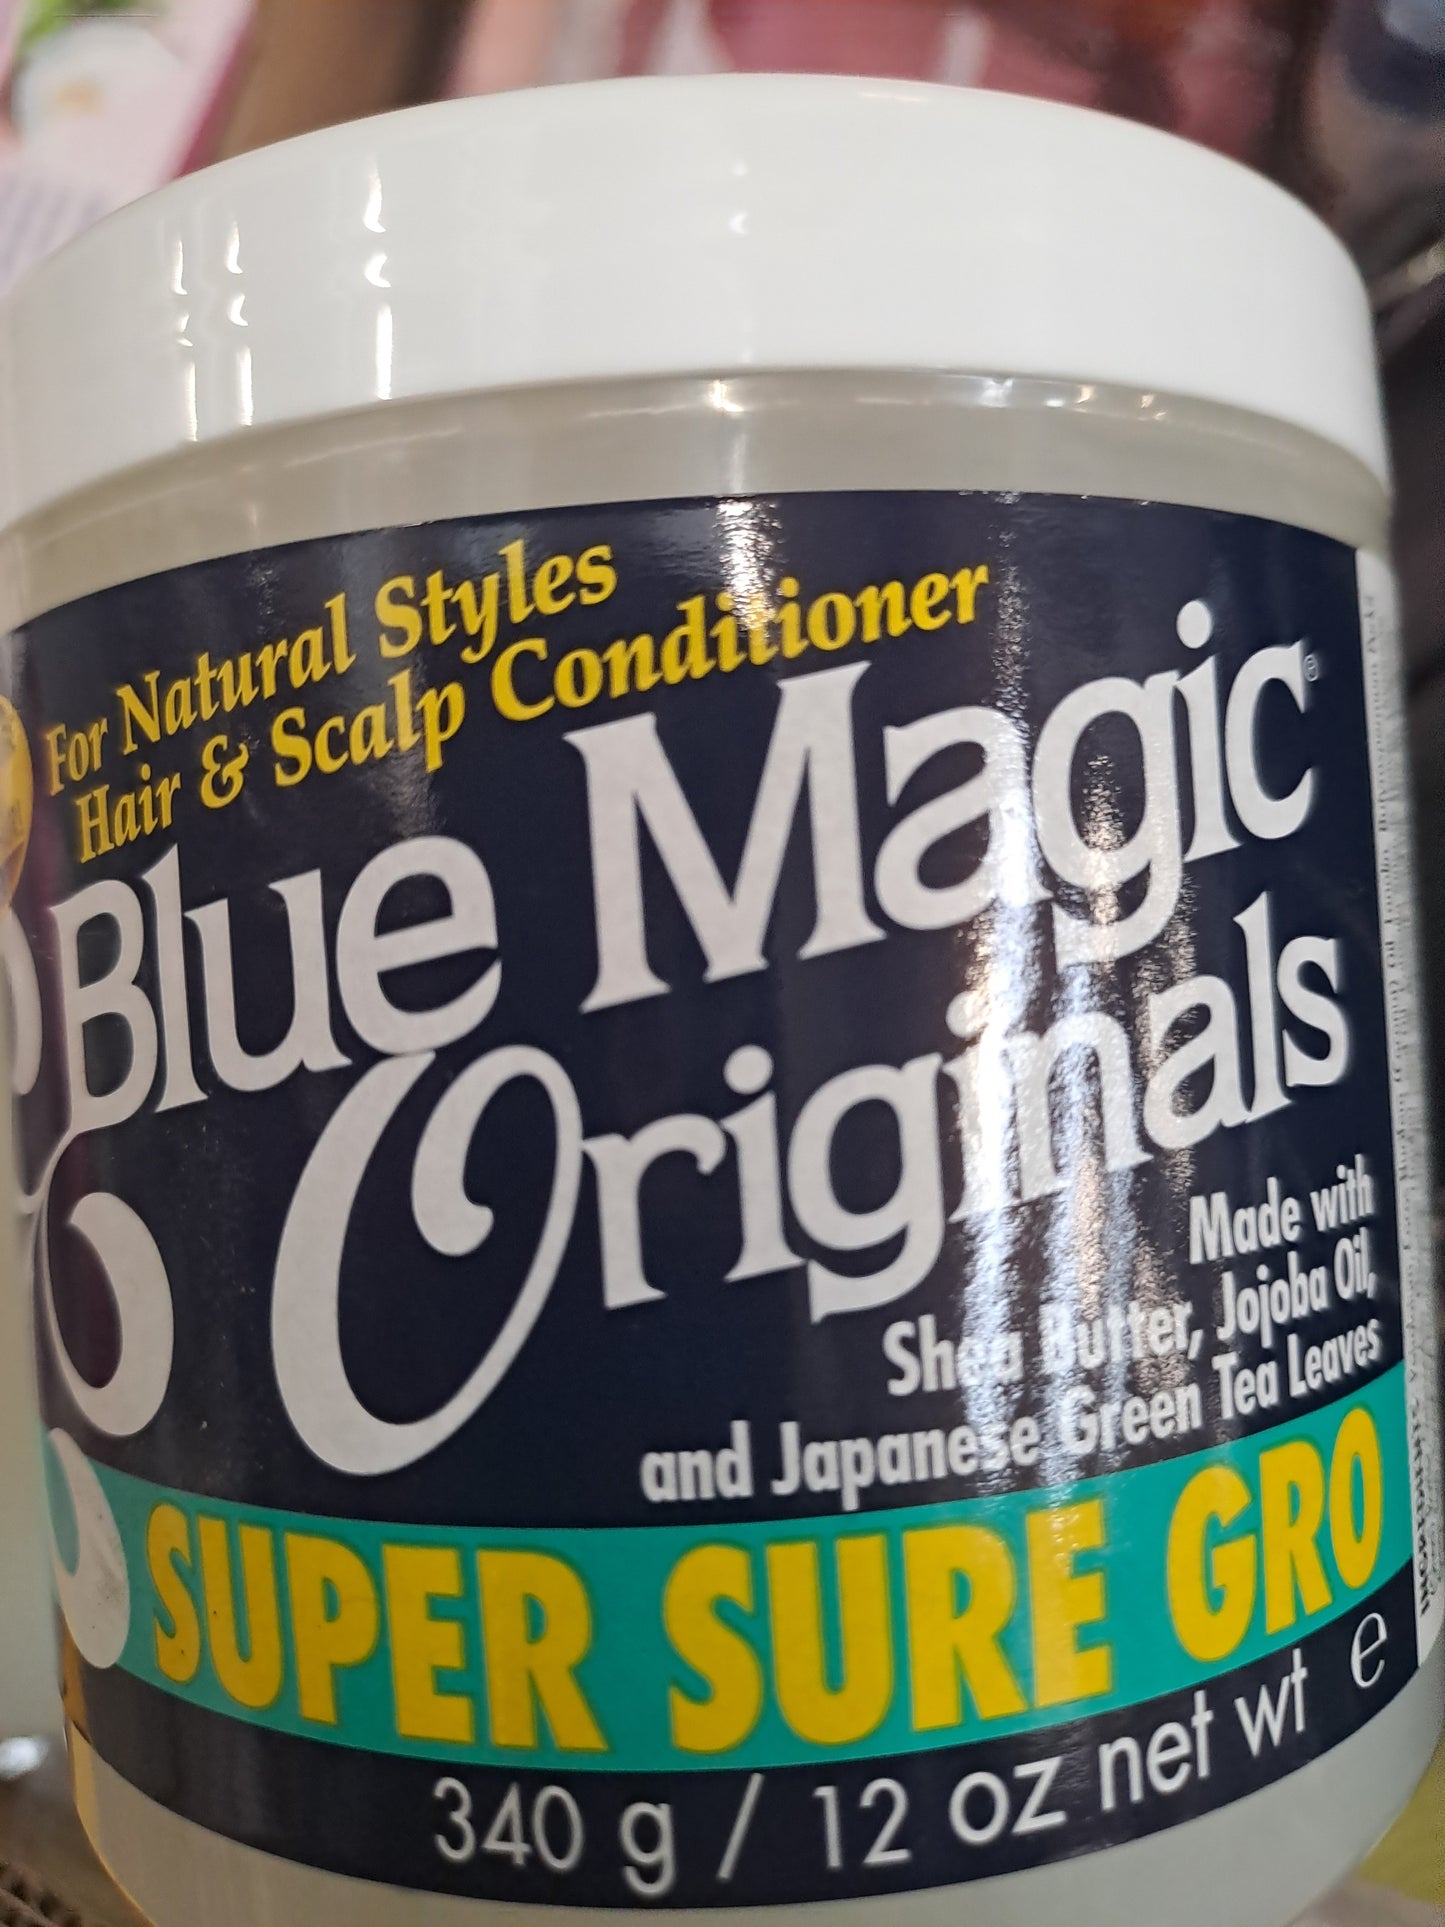 For Natural Styles
Hair & Scalp Conditioner
Blue Magic®
Originals
Made with
Shea Butter, Jojoba Oil,
and Japanese Green Tea Leaves
SUPER SURE GRO
340 g / 12 oz net wt e